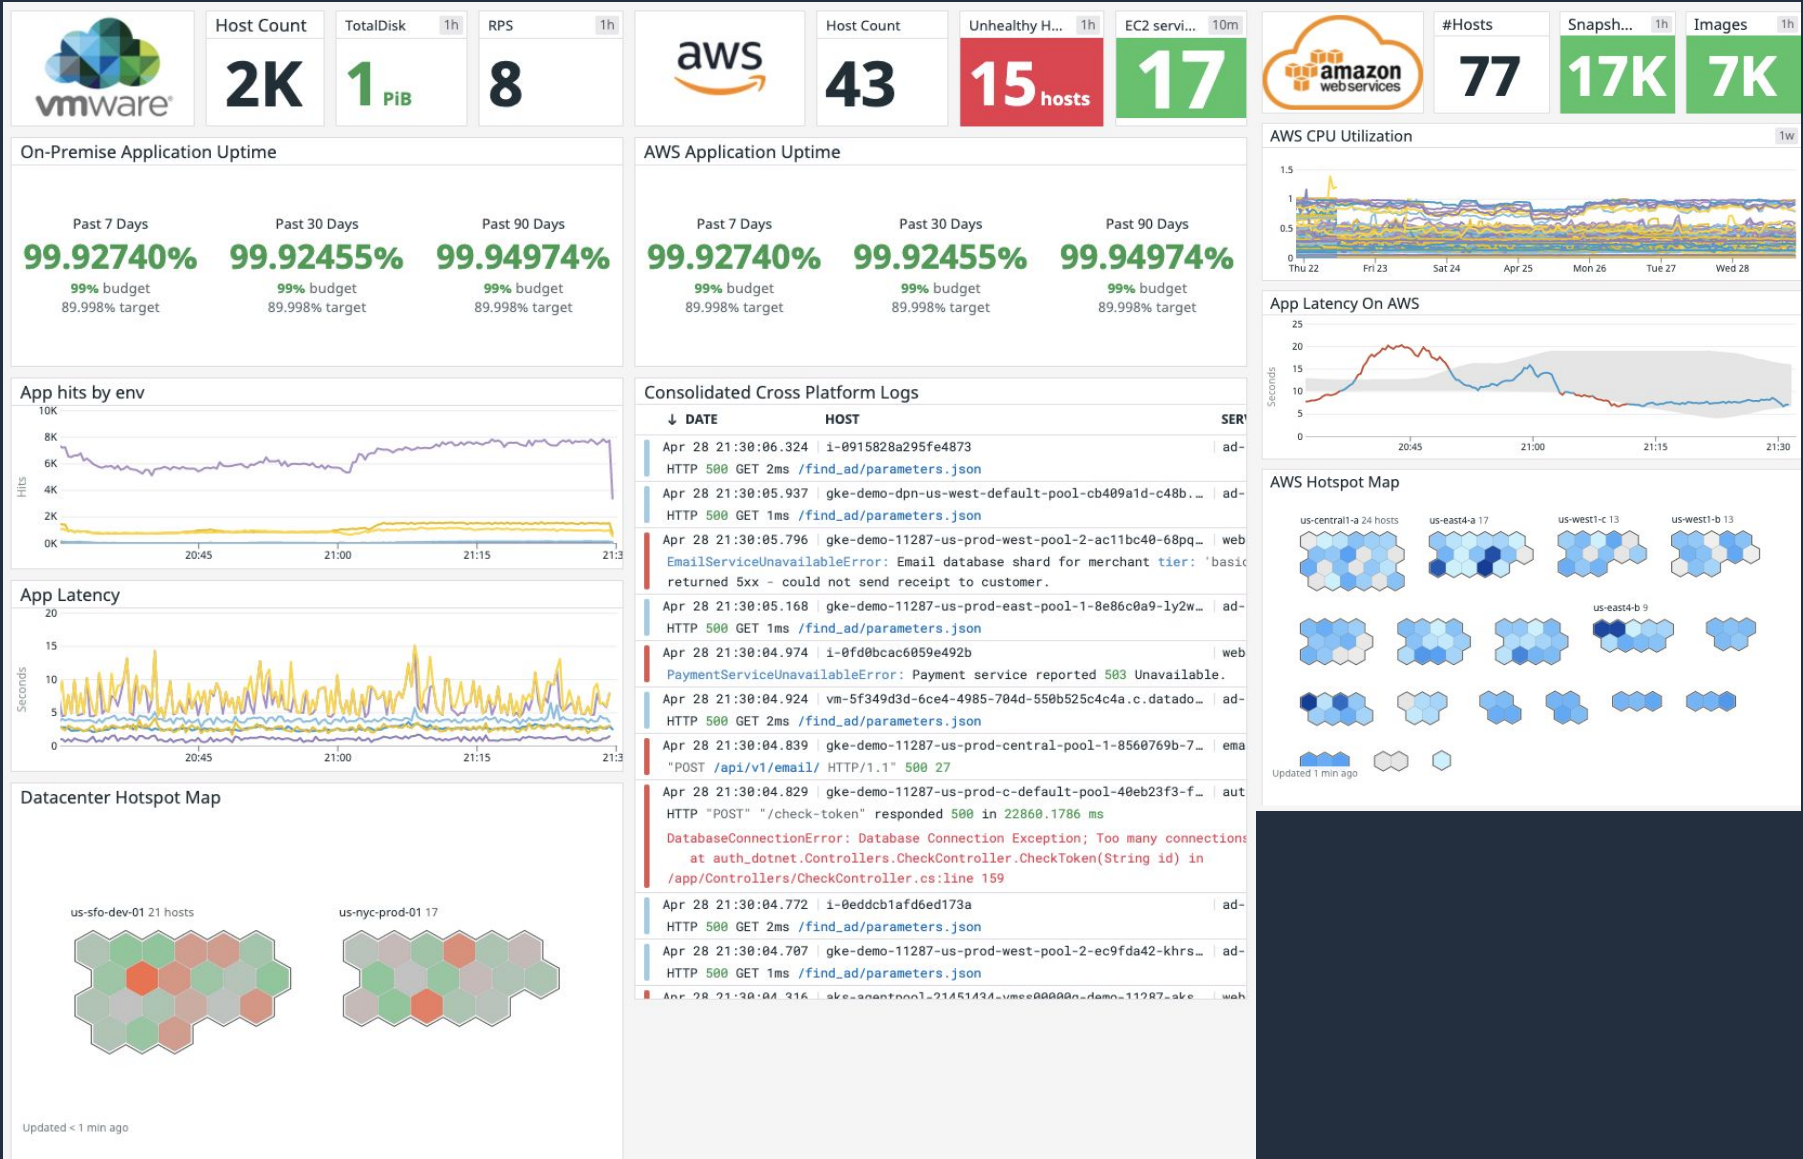 vmware®
Host Count
2K
TotalDisk 1h
1 PiB
RPS 1h
8
aws
Host Count
43
Unhealthy H... 1h
15 hosts
EC2 servi... 10m
17
amazon
web services
#Hosts
77
Snapsh... 1h
17K
Images 1h
7K
On-Premise Application Uptime
Past 7 Days Past 30 Days Past 90 Days
99.92740% 99.92455% 99.94974%
99% budget 99% budget 99% budget
89.998% target 89.998% target 89.998% target
AWS Application Uptime
Past 7 Days Past 30 Days Past 90 Days
99.92740% 99.92455% 99.94974%
99% budget 99% budget 99% budget
89.998% target 89.998% target 89.998% target
AWS CPU Utilization 1w
1.5
1
0.5
0
Thu 22 Fri 23 Sat 24 Apr 25 Mon 26 Tue 27 Wed 28
App Latency On AWS
Seconds
25
20
15
10
5
0
20:45 21:00 21:15 21:30
App hits by env
Hits
10K
8K
6K
4K
2K
0K
20:45 21:00 21:15 21:3
App Latency
Seconds
20
15
10
5
0
20:45 21:00 21:15 21:3
Datacenter Hotspot Map
us-sfo-dev-01 21 hosts
us-nyc-prod-01 17
Updated < 1 min ago
Consolidated Cross Platform Logs
↓ DATE HOST SERV
Apr 28 21:30:06.324 i-0915828a295fe4873 ad-
HTTP 500 GET 2ms /find_ad/parameters.json
Apr 28 21:30:05.937 gke-demo-dpn-us-west-default-pool-cb409a1d-c48b.… ad-
HTTP 500 GET 1ms /find_ad/parameters.json
Apr 28 21:30:05.796 gke-demo-11287-us-prod-west-pool-2-ac11bc40-68pq… web
EmailServiceUnavailableError: Email database shard for merchant tier: 'basic
returned 5xx - could not send receipt to customer.
Apr 28 21:30:05.168 gke-demo-11287-us-prod-east-pool-1-8e86c0a9-ly2w… ad-
HTTP 500 GET 1ms /find_ad/parameters.json
Apr 28 21:30:04.974 i-0fd0bcac6059e492b web
PaymentServiceUnavailableError: Payment service reported 503 Unavailable.
Apr 28 21:30:04.924 vm-5f349d3d-6ce4-4985-704d-550b525c4c4a.c.datado… ad-
HTTP 500 GET 2ms /find_ad/parameters.json
Apr 28 21:30:04.839 gke-demo-11287-us-prod-central-pool-1-8560769b-7… ema
"POST /api/v1/email/ HTTP/1.1" 500 27
Apr 28 21:30:04.829 gke-demo-11287-us-prod-c-default-pool-40eb23f3-f… aut
HTTP "POST" "/check-token" responded 500 in 22860.1786 ms
DatabaseConnectionError: Database Connection Exception; Too many connections
at auth_dotnet.Controllers.CheckController.CheckToken(String id) in
/app/Controllers/CheckController.cs:line 159
Apr 28 21:30:04.772 i-0eddcb1afd6ed173a ad-
HTTP 500 GET 2ms /find_ad/parameters.json
Apr 28 21:30:04.707 gke-demo-11287-us-prod-west-pool-2-ec9fda42-khrs… ad-
HTTP 500 GET 1ms /find_ad/parameters.json
Apr 28 21:30:04.316 aks-agentpool-21451434-vmss00000g-demo-11287-aks web
AWS Hotspot Map
us-central1-a 24 hosts us-east4-a 17 us-west1-c 13 us-west1-b 13
us-east4-b 9
Updated 1 min ago